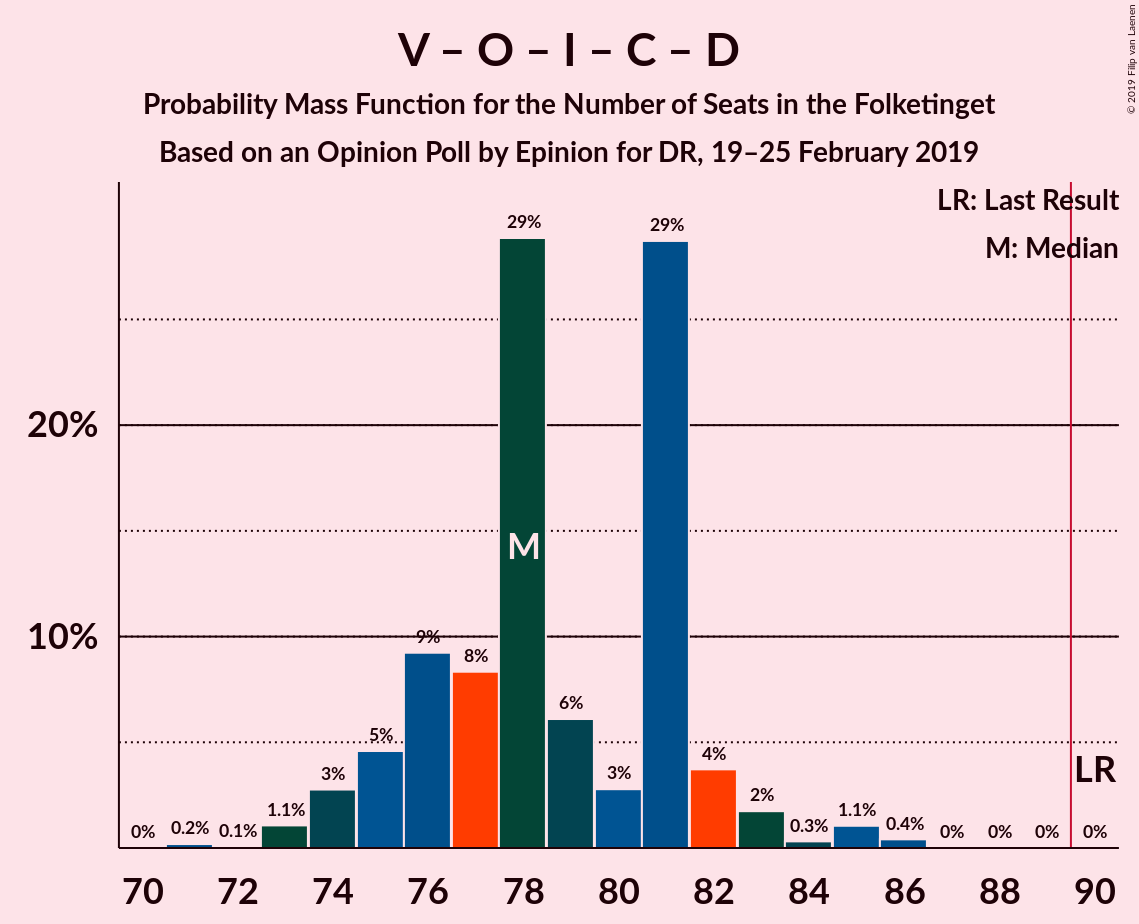 V – O – I – C – D
Probability Mass Function for the Number of Seats in the Folketinget
Based on an Opinion Poll by Epinion for DR, 19–25 February 2019
© 2019 Filip van Laenen
LR: Last Result
M: Median
29% 29%
20%
M
10%
9%
8%
6%
5%
4%
3% 3%
2%
1.1% 1.1%
0% 0.2% 0.1% 0.3% 0.4% 0% 0% 0% 0%
LR
70 72 74 76 78 80 82 84 86 88 90